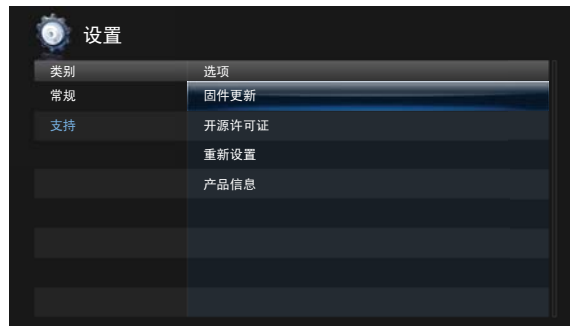 设置
类别 选项
常规 固件更新
支持 开源许可证
重新设置
产品信息